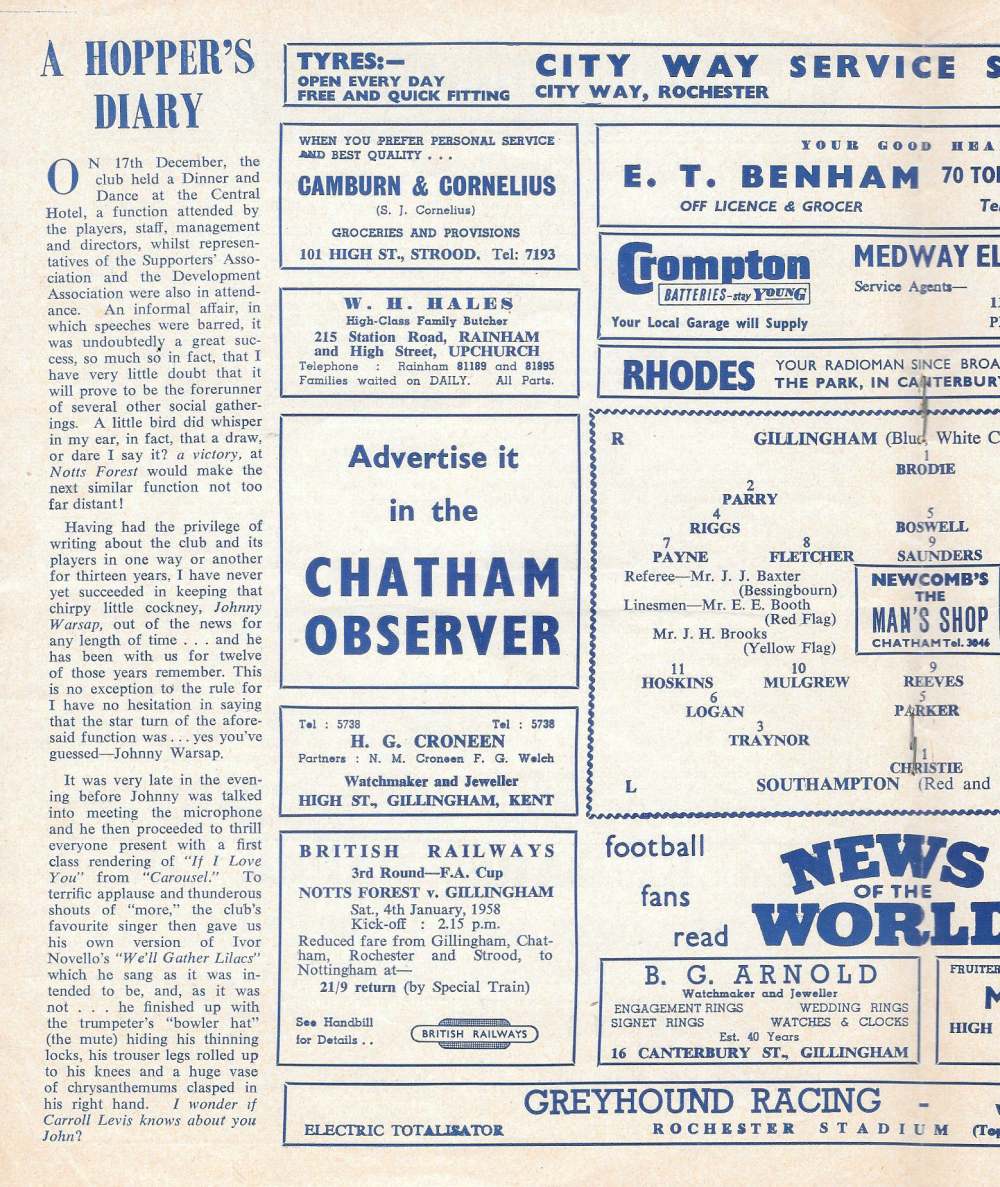 A HOPPER'S
DIARY
ON 17th December, the
club held a Dinner and
Dance at the Central
Hotel, a function attended by
the players, staff, management
and directors, whilst represen-
tatives of the Supporters' Asso-
ciation and the Development
Association were also in attend-
ance. An informal affair, in
which speeches were barred, it
was undoubtedly a great suc-
cess, so much so in fact, that I
have very little doubt that it
will prove to be the forerunner
of several other social gather-
ings. A little bird did whisper
in my ear, in fact, that a draw,
or dare I say it? a victory, at
Notts Forest would make the
next similar function not too
far distant!
Having had the privilege of
writing about the club and its
players in one way or another
for thirteen years, I have never
yet succeeded in keeping that
chirpy little cockney, Johnny
Warsap, out of the news for
any length of time . . . and he
has been with us for twelve
of those years remember. This
is no exception to the rule for
I have no hesitation in saying
that the star turn of the afore-
said function was . . . yes you've
guessed—Johnny Warsap.
It was very late in the even-
ing before Johnny was talked
into meeting the microphone
and he then proceeded to thrill
everyone present with a first
class rendering of "If I Love
You" from "Carousel." To
terrific applause and thunderous
shouts of "more," the club's
favourite singer then gave us
his own version of Ivor
Novello's "We'll Gather Lilacs"
which he sang as it was in-
tended to be, and, as it was
not . . . he finished up with
the trumpeter's "bowler hat"
(the mute) hiding his thinning
locks, his trouser legs rolled up
to his knees and a huge vase
of chrysanthemums clasped in
his right hand. I wonder if
Carroll Levis knows about you
John?
TYRES:—
OPEN EVERY DAY
FREE AND QUICK FITTING
CITY WAY SERVICE S
CITY WAY, ROCHESTER
WHEN YOU PREFER PERSONAL SERVICE
AND BEST QUALITY . . .
CAMBURN & CORNELIUS
(S. J. Cornelius)
GROCERIES AND PROVISIONS
101 HIGH ST., STROOD. Tel: 7193
W. H. HALES
High-Class Family Butcher
215 Station Road, RAINHAM
and High Street, UPCHURCH
Telephone : Rainham 81189 and 81895
Families waited on DAILY. All Parts.
Advertise it
in the
CHATHAM
OBSERVER
Tel : 5738 Tel : 5738
H. G. CRONEEN
Partners : N. M. Croneen F. G. Welch
Watchmaker and Jeweller
HIGH ST., GILLINGHAM, KENT
BRITISH RAILWAYS
3rd Round—F.A. Cup
NOTTS FOREST v. GILLINGHAM
Sat., 4th January, 1958
Kick-off : 2.15 p.m.
Reduced fare from Gillingham, Chat-
ham, Rochester and Strood, to
Nottingham at—
21/9 return (by Special Train)
See Handbill
for Details . .
BRITISH RAILWAYS
YOUR GOOD HEA
E. T. BENHAM 70 TO
OFF LICENCE & GROCER Te
Crompton
BATTERIES-stay YOUNG
Your Local Garage will Supply
MEDWAY EL
Service Agents—
1
P
RHODES
YOUR RADIOMAN SINCE BROA
THE PARK, IN CANTERBURY
R GILLINGHAM (Blue, White C
1
BRODIE
2
PARRY
4 5
RIGGS BOSWELL
7 8 9
PAYNE FLETCHER SAUNDERS
Referee—Mr. J. J. Baxter
(Bessingbourn)
Linesmen—Mr. E. E. Booth
(Red Flag)
Mr. J. H. Brooks
(Yellow Flag)
NEWCOMB'S
THE
MAN'S SHOP
CHATHAM Tel. 3046
11 10 9
HOSKINS MULGREW REEVES
6 5
LOGAN PARKER
3
TRAYNOR
1
CHRISTIE
L SOUTHAMPTON (Red and
football
fans
read
NEWS
OF THE
WORLD
B. G. ARNOLD
Watchmaker and Jeweller
ENGAGEMENT RINGS WEDDING RINGS
SIGNET RINGS WATCHES & CLOCKS
Est. 40 Years
16 CANTERBURY ST., GILLINGHAM
FRUITER
M
HIGH
GREYHOUND RACING -
ELECTRIC TOTALISATOR ROCHESTER STADIUM (To